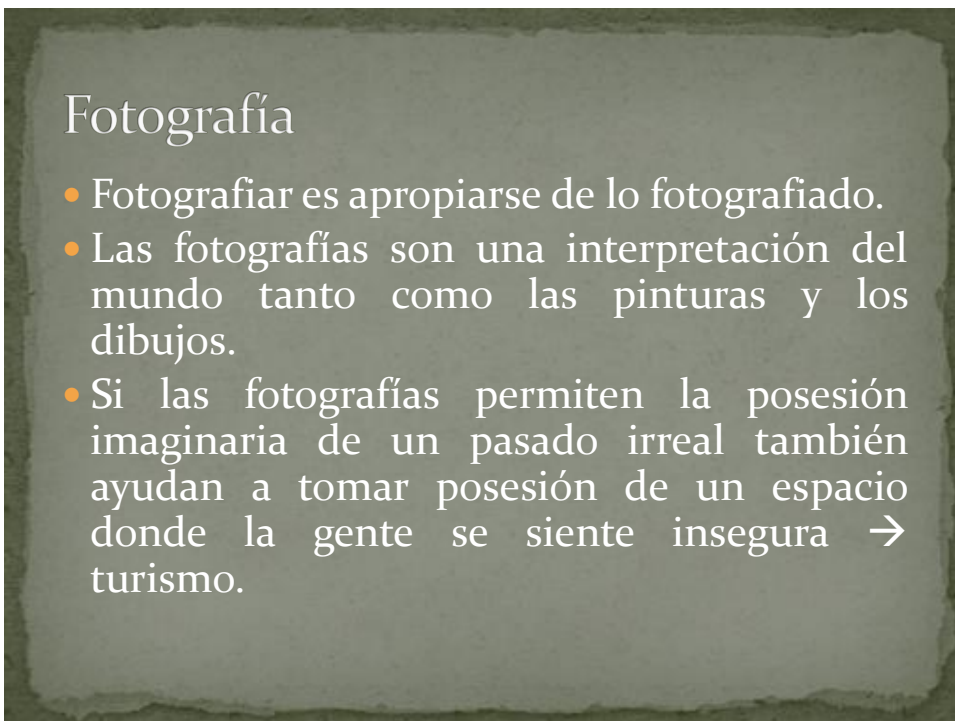 Fotografía
• Fotografiar es apropiarse de lo fotografiado.
• Las fotografías son una interpretación del
mundo tanto como las pinturas y los
dibujos.
• Si las fotografías permiten la posesión
imaginaria de un pasado irreal también
ayudan a tomar posesión de un espacio
donde la gente se siente insegura →
turismo.